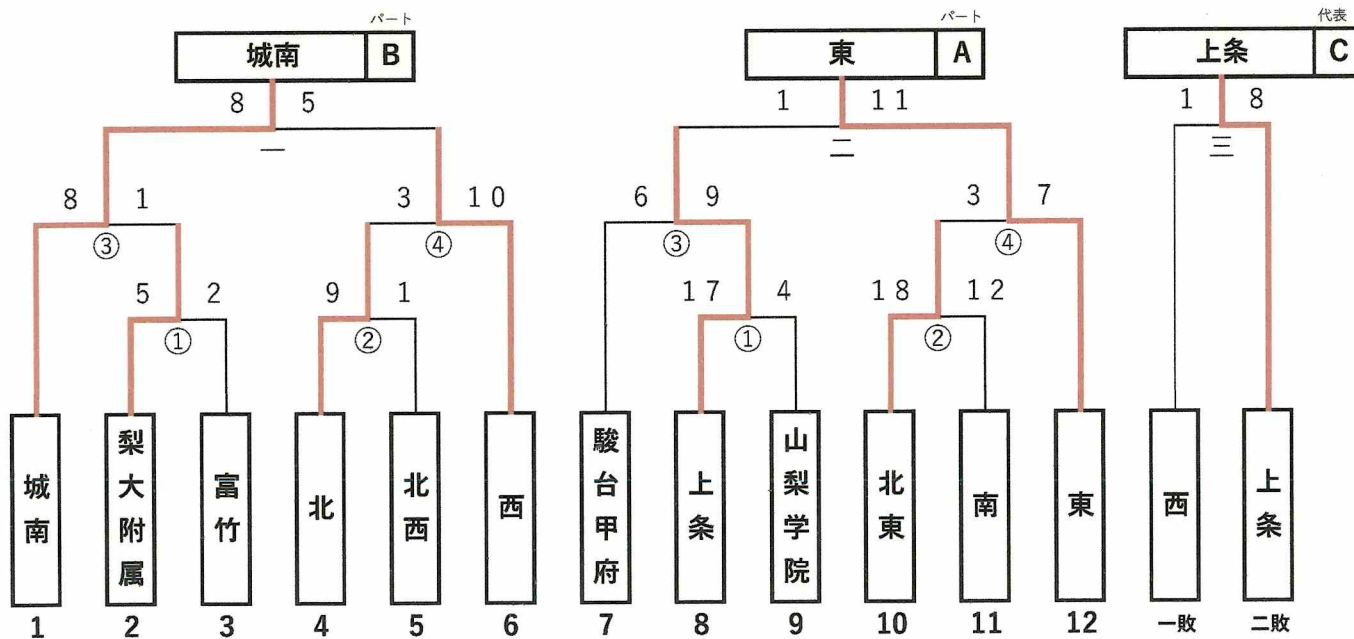 パート パート 代表
城南 B 東 A 上条 C
8 5 1 11 1 8
一 二 三
8 1 3 10 6 9 3 7
③ ④ ③ ④
5 2 9 1 17 4 18 12
① ② ① ②
城南
梨大附属
富竹
北
北西
西
駿台甲府
上条
山梨学院
北東
南
東
西
上条
1 2 3 4 5 6 7 8 9 10 11 12 一敗 二敗